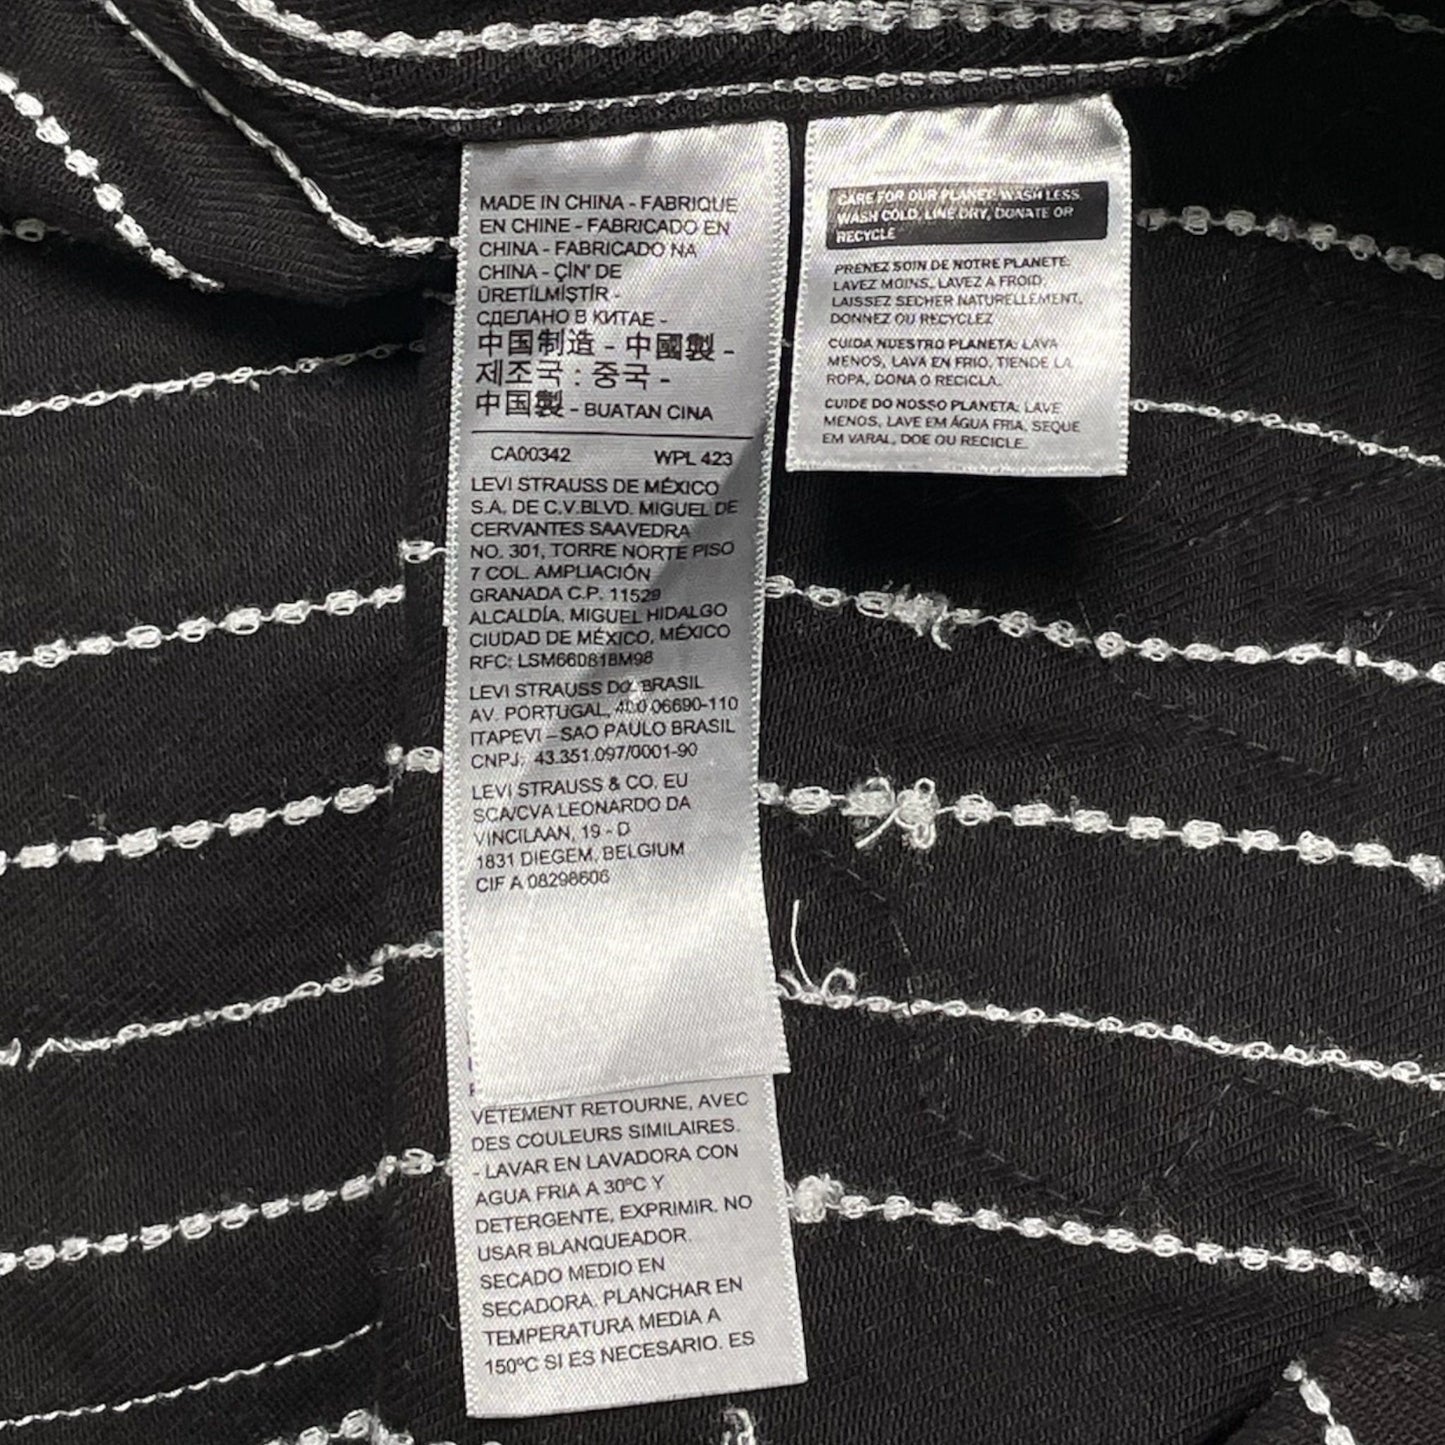 MADE IN CHINA - FABRIQUE
EN CHINE - FABRICADO EN
CHINA - FABRICADO NA
CHINA - ÇİN' DE
ÜRETİLMİŞTİR -
СДЕЛАНО В КИТАЕ -
中国制造 - 中國製 -
제조국 : 중국 -
中国製 - BUATAN CINA
CA00342 WPL 423
LEVI STRAUSS DE MÉXICO
S.A. DE C.V.BLVD. MIGUEL DE
CERVANTES SAAVEDRA
NO. 301, TORRE NORTE PISO
7 COL. AMPLIACIÓN
GRANADA C.P. 11529
ALCALDÍA, MIGUEL HIDALGO
CIUDAD DE MÉXICO, MÉXICO
RFC: LSM660818M98
LEVI STRAUSS DO BRASIL
AV. PORTUGAL, 400 06690-110
ITAPEVI – SAO PAULO BRASIL
CNPJ: 43.351.097/0001-90
LEVI STRAUSS & CO. EU
SCA/CVA LEONARDO DA
VINCILAAN, 19 - D
1831 DIEGEM, BELGIUM
CIF A 08298606
VETEMENT RETOURNE, AVEC
DES COULEURS SIMILAIRES.
- LAVAR EN LAVADORA CON
AGUA FRIA A 30ºC Y
DETERGENTE, EXPRIMIR. NO
USAR BLANQUEADOR.
SECADO MEDIO EN
SECADORA. PLANCHAR EN
TEMPERATURA MEDIA A
150ºC SI ES NECESARIO. ES
CARE FOR OUR PLANET: WASH LESS,
WASH COLD, LINE DRY, DONATE OR
RECYCLE
PRENEZ SOIN DE NOTRE PLANETE:
LAVEZ MOINS, LAVEZ A FROID,
LAISSEZ SECHER NATURELLEMENT,
DONNEZ OU RECYCLEZ
CUIDA NUESTRO PLANETA: LAVA
MENOS, LAVA EN FRIO, TIENDE LA
ROPA, DONA O RECICLA.
CUIDE DO NOSSO PLANETA: LAVE
MENOS, LAVE EM ÁGUA FRIA, SEQUE
EM VARAL, DOE OU RECICLE.